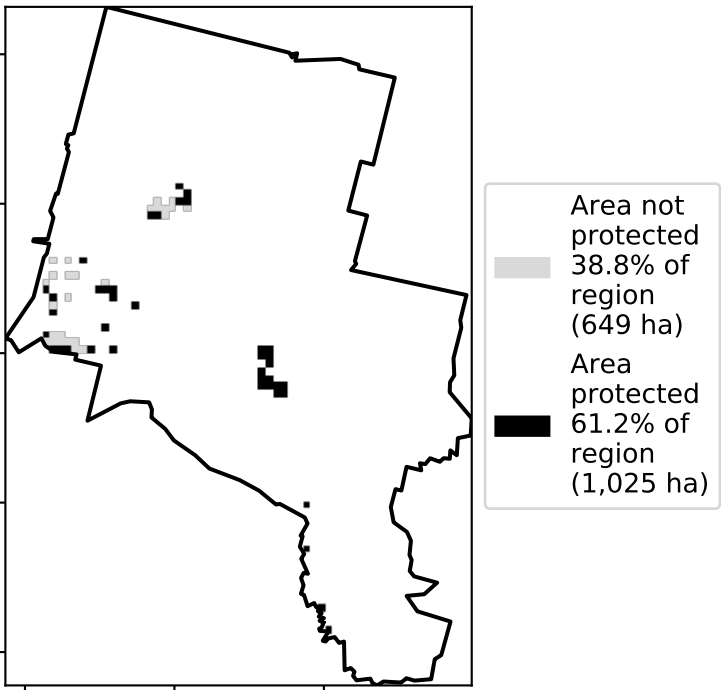 Area not
protected
38.8% of
region
(649 ha)
Area
protected
61.2% of
region
(1,025 ha)